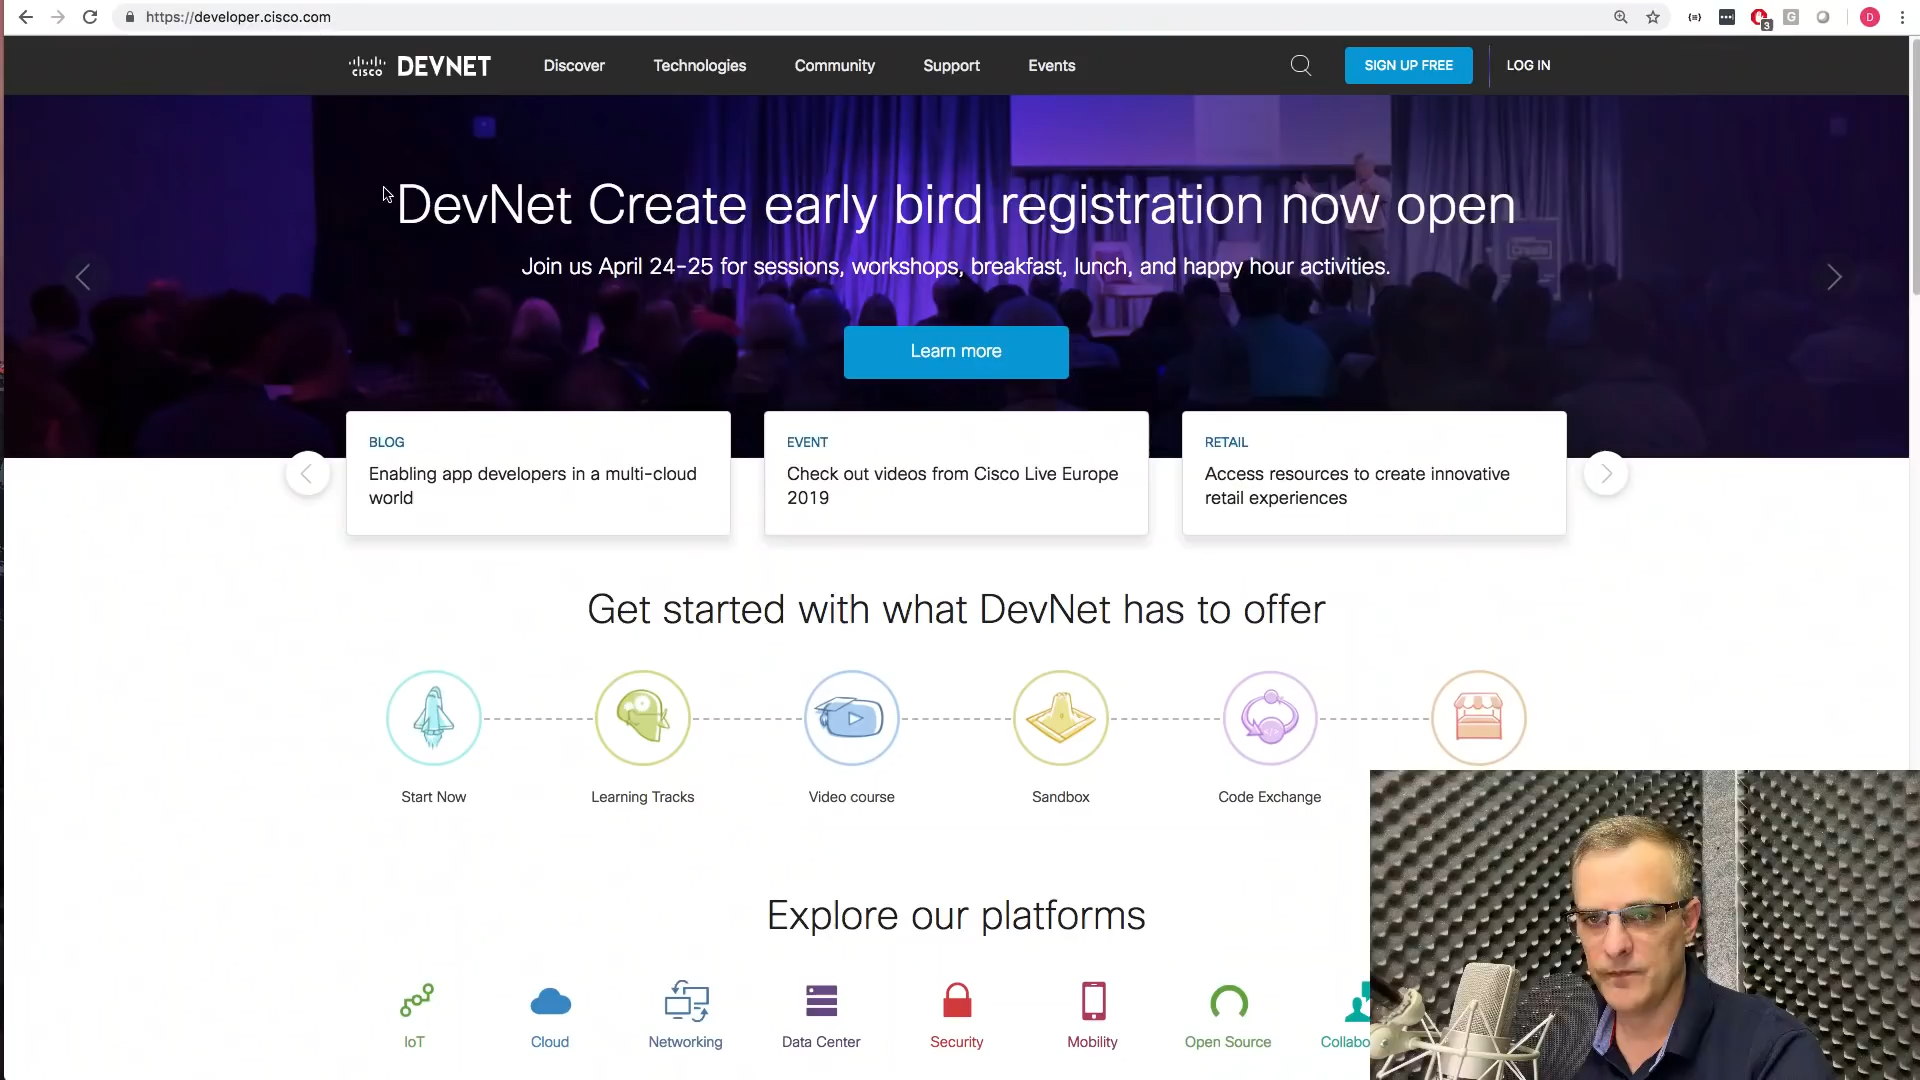 https://developer.cisco.com
3
G
D
CISCO DEVNET
Discover
Technologies
Community
Support
Events
SIGN UP FREE
LOG IN
DevNet Create early bird registration now open
Join us April 24-25 for sessions, workshops, breakfast, lunch, and happy hour activities.
Learn more
BLOG
Enabling app developers in a multi-cloud
world
EVENT
Check out videos from Cisco Live Europe
2019
RETAIL
Access resources to create innovative
retail experiences
Get started with what DevNet has to offer
Start Now
Learning Tracks
Video course
Sandbox
Code Exchange
Explore our platforms
IoT
Cloud
Networking
Data Center
Security
Mobility
Open Source
Collabo